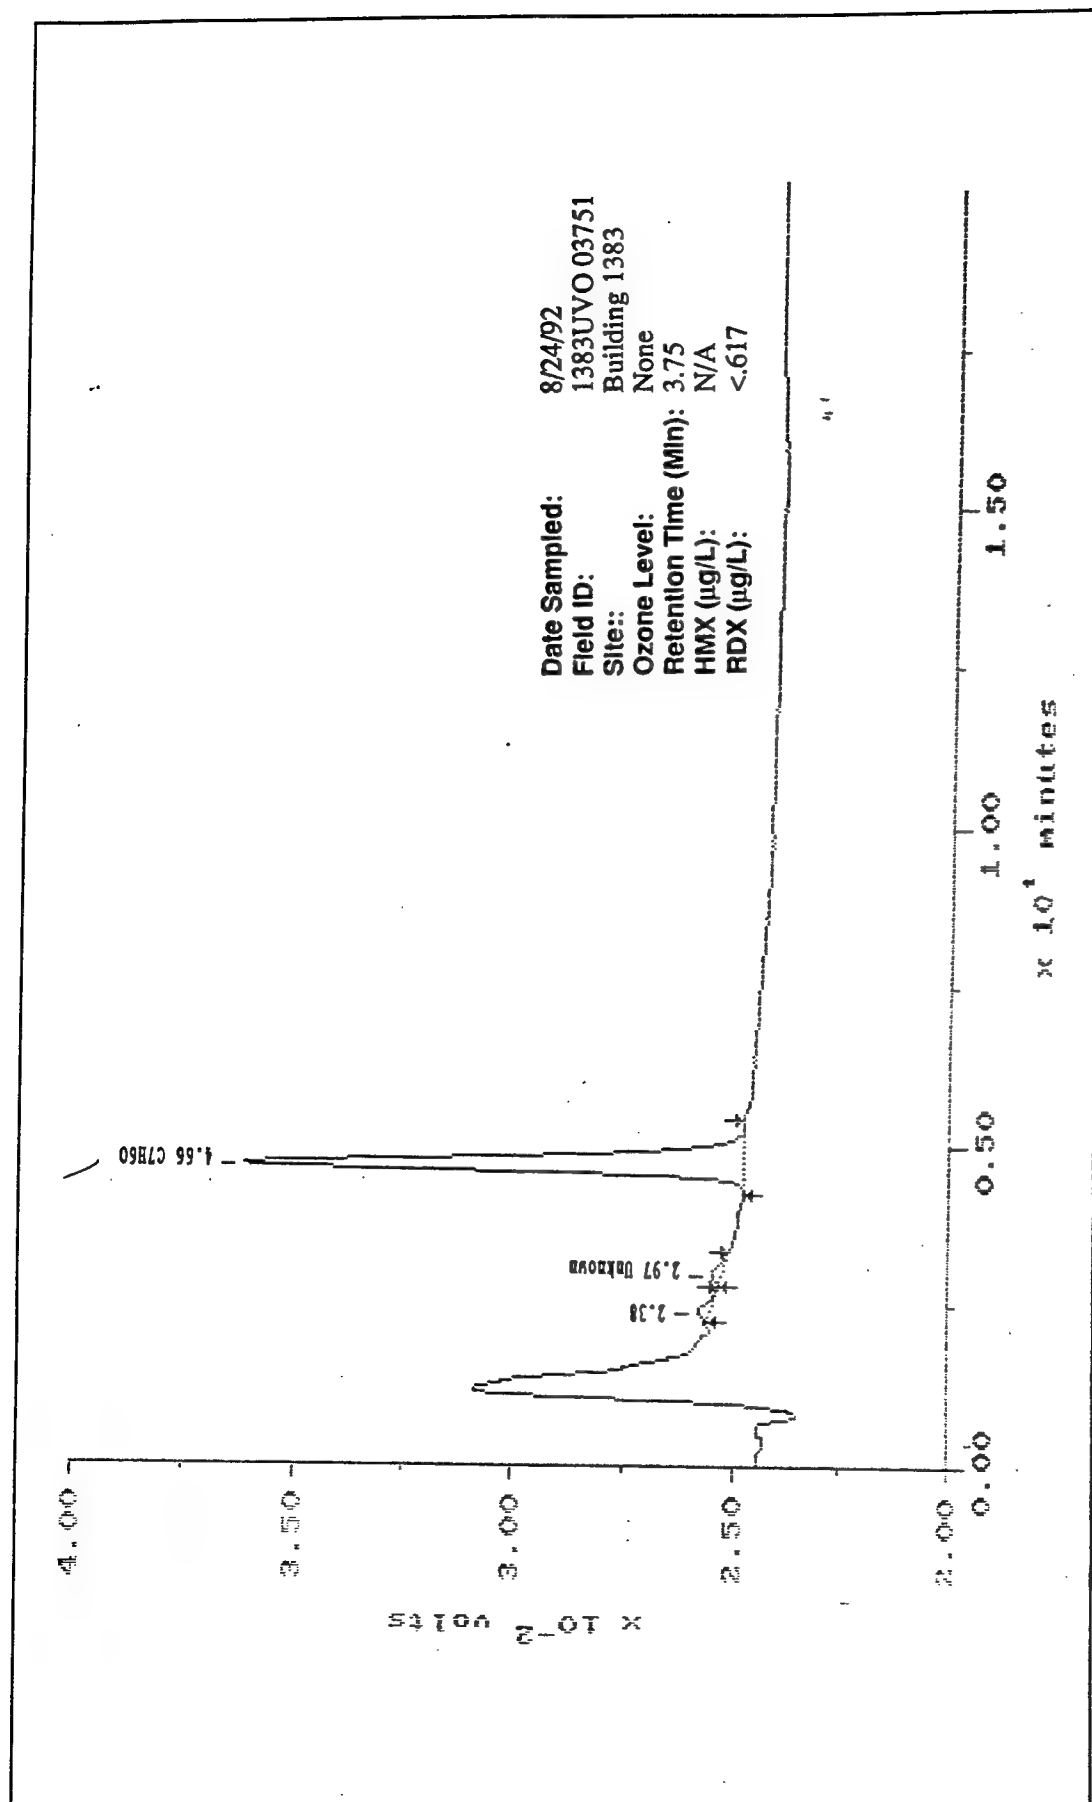 Date Sampled: 8/24/92
Field ID: 1383UVO 03751
Site:: Building 1383
Ozone Level: None
Retention Time (Min): 3.75
HMX (µg/L): N/A
RDX (µg/L): <.617
4.66 C7H6O
2.97 Unknown
2.38
4.00
3.50
3.00
2.50
2.00
x 10⁻² volts
0.00
0.50
1.00
1.50
x 10¹ minutes